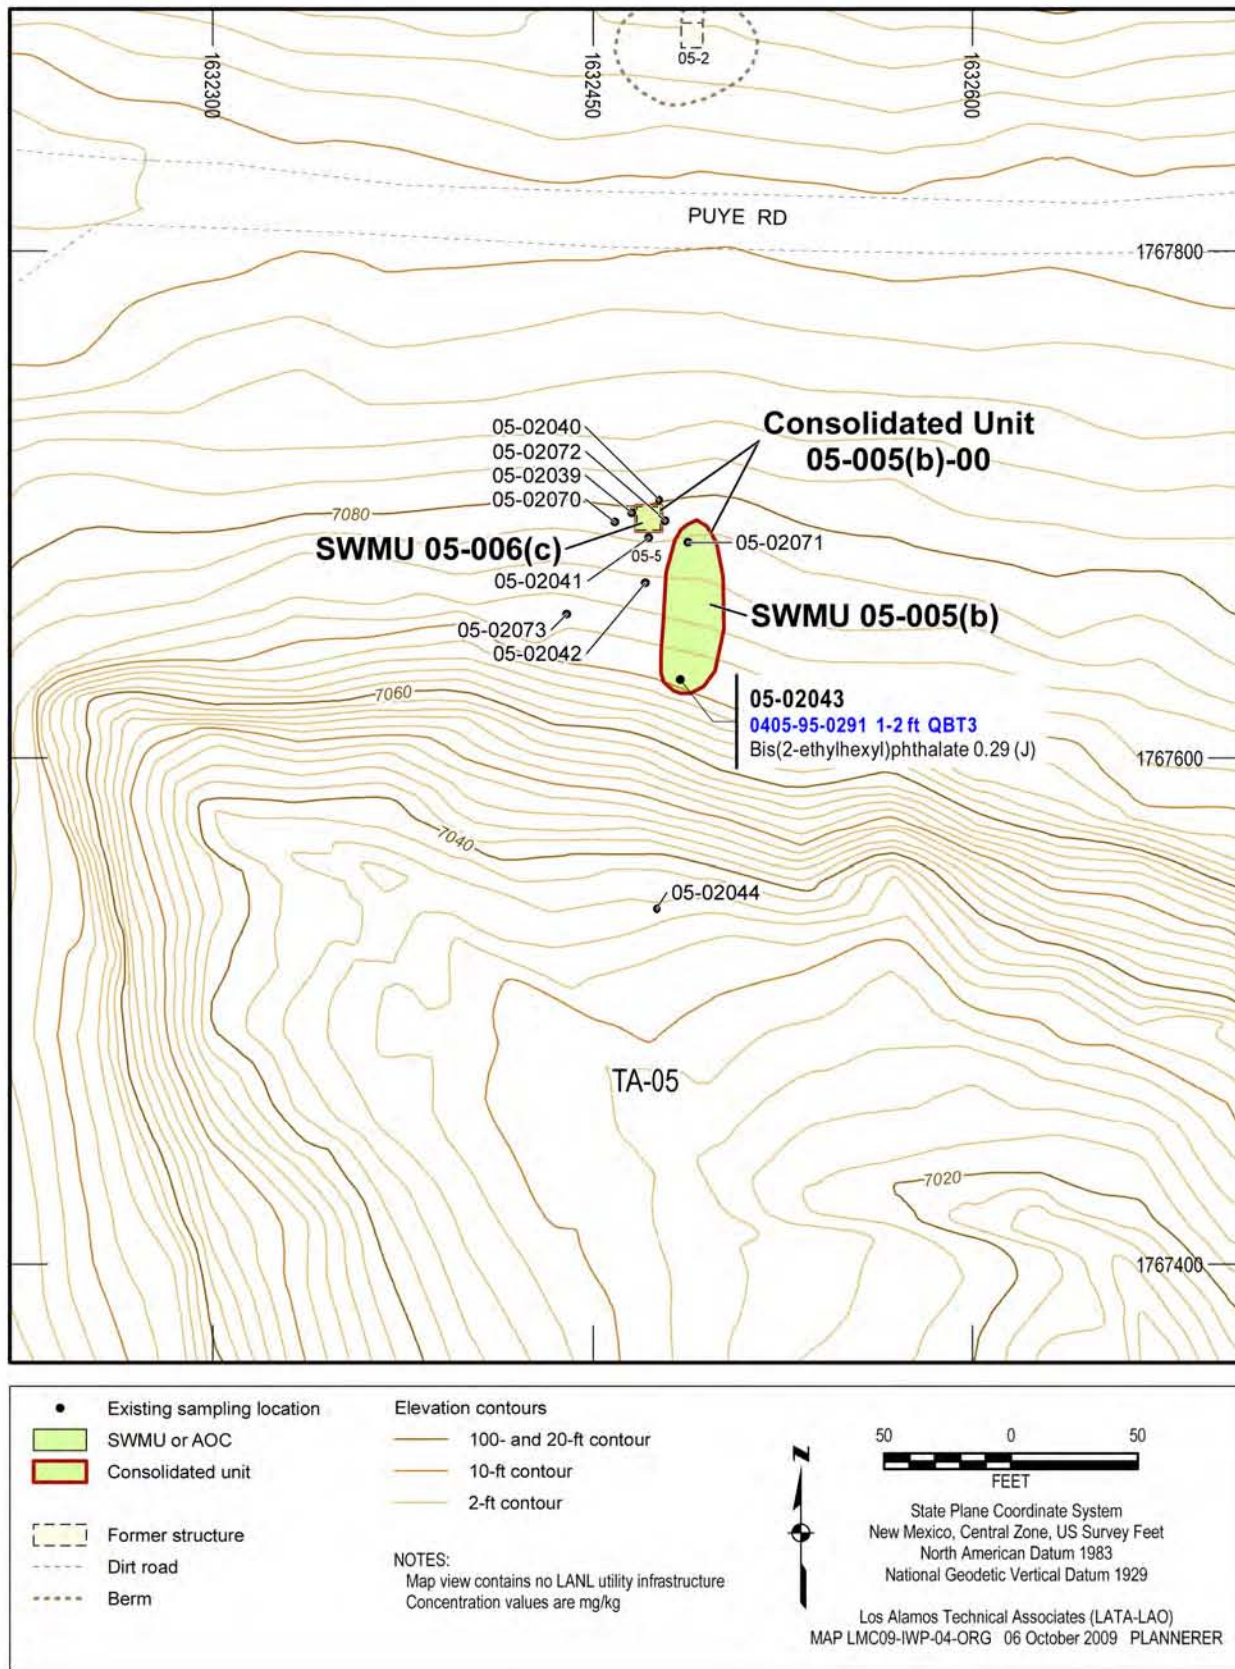 05-2
1632300
1632450
1632600
PUYE RD
1767800
Consolidated Unit
05-005(b)-00
05-02040
05-02072
05-02039
05-02070
7080
SWMU 05-006(c)
05-5
05-02071
05-02041
SWMU 05-005(b)
05-02073
05-02042
7060
05-02043
0405-95-0291 1-2 ft QBT3
Bis(2-ethylhexyl)phthalate 0.29 (J)
1767600
7040
05-02044
TA-05
7020
1767400
Existing sampling location
SWMU or AOC
Consolidated unit
Former structure
Dirt road
Berm
Elevation contours
100- and 20-ft contour
10-ft contour
2-ft contour
NOTES:
Map view contains no LANL utility infrastructure
Concentration values are mg/kg
N
50 0 50
FEET
State Plane Coordinate System
New Mexico, Central Zone, US Survey Feet
North American Datum 1983
National Geodetic Vertical Datum 1929
Los Alamos Technical Associates (LATA-LAO)
MAP LMC09-IWP-04-ORG 06 October 2009 PLANNERER